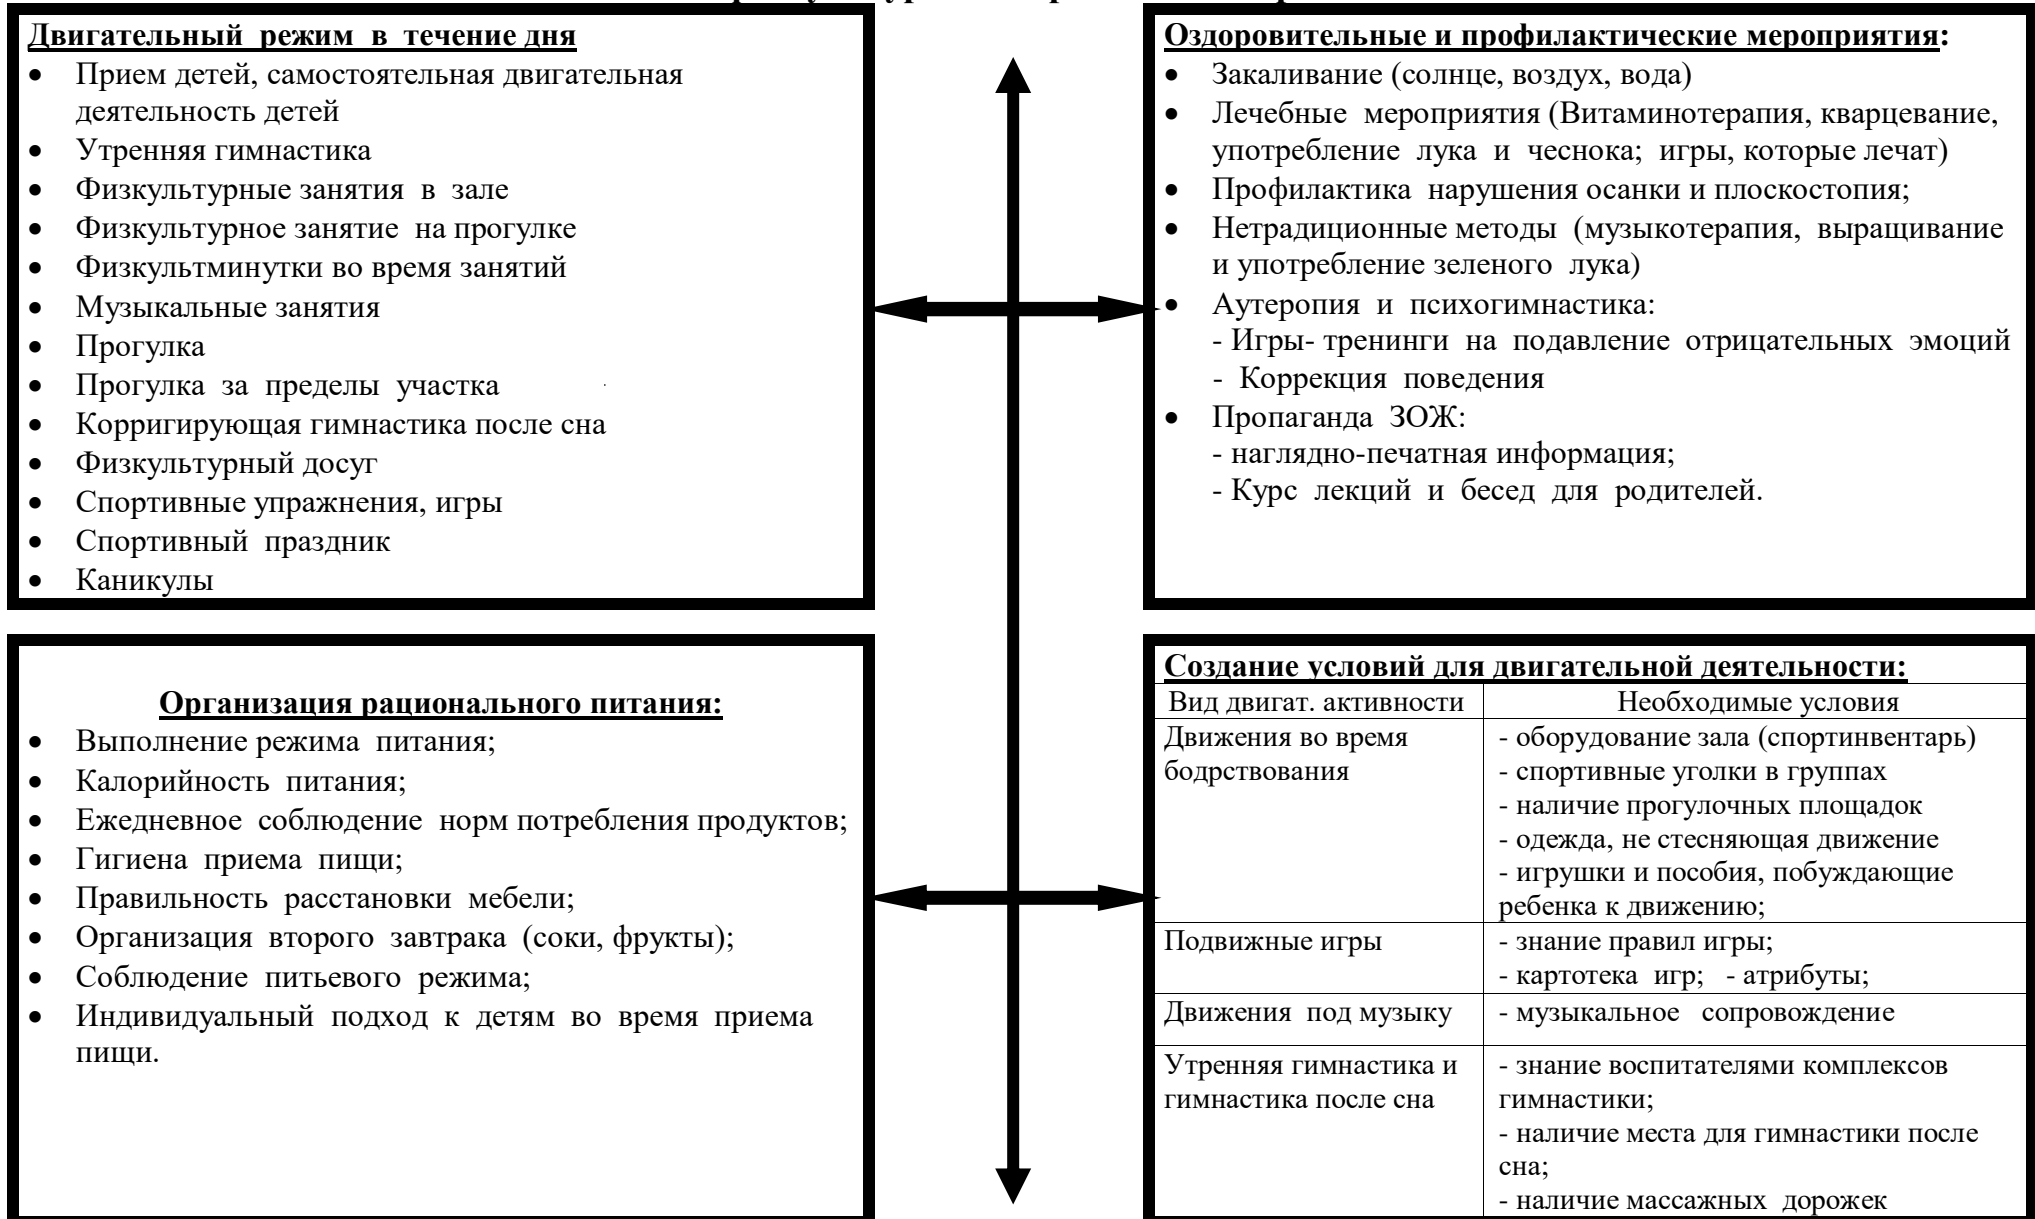 Двигательный режим в течение дня
• Прием детей, самостоятельная двигательная
деятельность детей
• Утренняя гимнастика
• Физкультурные занятия в зале
• Физкультурное занятие на прогулке
• Физкультминутки во время занятий
• Музыкальные занятия
• Прогулка
• Прогулка за пределы участка
• Корригирующая гимнастика после сна
• Физкультурный досуг
• Спортивные упражнения, игры
• Спортивный праздник
• Каникулы
Оздоровительные и профилактические мероприятия:
• Закаливание (солнце, воздух, вода)
• Лечебные мероприятия (Витаминотерапия, кварцевание,
употребление лука и чеснока; игры, которые лечат)
• Профилактика нарушения осанки и плоскостопия;
• Нетрадиционные методы (музыкотерапия, выращивание
и употребление зеленого лука)
• Аутеропия и психогимнастика:
- Игры- тренинги на подавление отрицательных эмоций
- Коррекция поведения
• Пропаганда ЗОЖ:
- наглядно-печатная информация;
- Курс лекций и бесед для родителей.
Организация рационального питания:
• Выполнение режима питания;
• Калорийность питания;
• Ежедневное соблюдение норм потребления продуктов;
• Гигиена приема пищи;
• Правильность расстановки мебели;
• Организация второго завтрака (соки, фрукты);
• Соблюдение питьевого режима;
• Индивидуальный подход к детям во время приема
пищи.
Создание условий для двигательной деятельности:
Вид двигат. активности Необходимые условия
Движения во время
бодрствования
- оборудование зала (спортинвентарь)
- спортивные уголки в группах
- наличие прогулочных площадок
- одежда, не стесняющая движение
- игрушки и пособия, побуждающие
ребенка к движению;
Подвижные игры
- знание правил игры;
- картотека игр; - атрибуты;
Движения под музыку
- музыкальное сопровождение
Утренняя гимнастика и
гимнастика после сна
- знание воспитателями комплексов
гимнастики;
- наличие места для гимнастики после
сна;
- наличие массажных дорожек